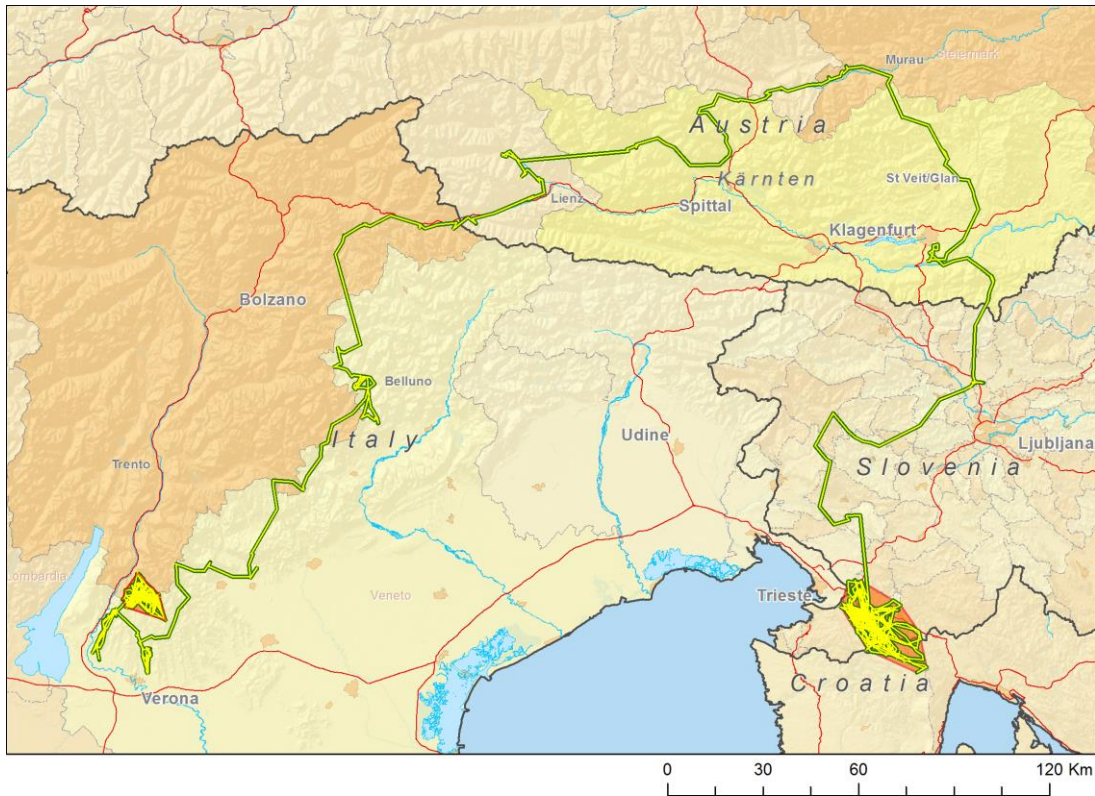 Murau
Steiermark
Austria
Kärnten
St Veit/Glan
Lienz
Spittal
Klagenfurt
Bolzano
Belluno
Italy
Udine
Ljubljana
Slovenia
Trento
Lombardia
Veneto
Trieste
Croatia
Verona
0 30 60 120 Km